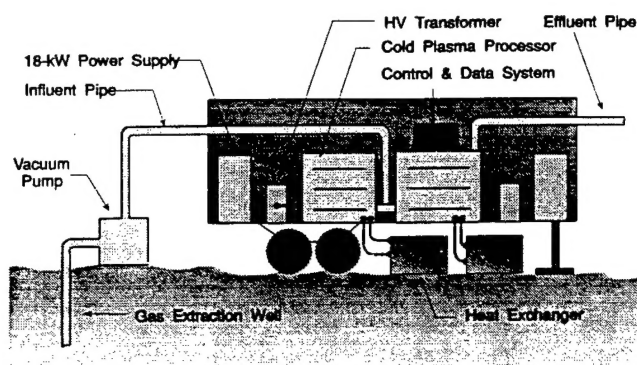 HV Transformer
Effluent Pipe
18-kW Power Supply
Cold Plasma Processor
Influent Pipe
Control & Data System
Vacuum
Pump
Gas Extraction Well
Heat Exchanger